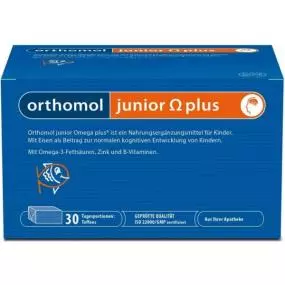 orthomol junior Ω plus
Orthomol junior Omega plus® ist ein Nahrungsergänzungsmittel für Kinder.
Mit Eisen als Beitrag zur normalen kognitiven Entwicklung von Kindern.
Mit Omega-3-Fettsäuren, Zink und B-Vitaminen.
30 Tagesportionen: Toffees
GEPRÜFTE QUALITÄT
ISO 22000/GMP zertifiziert
Aus Ihrer Apotheke